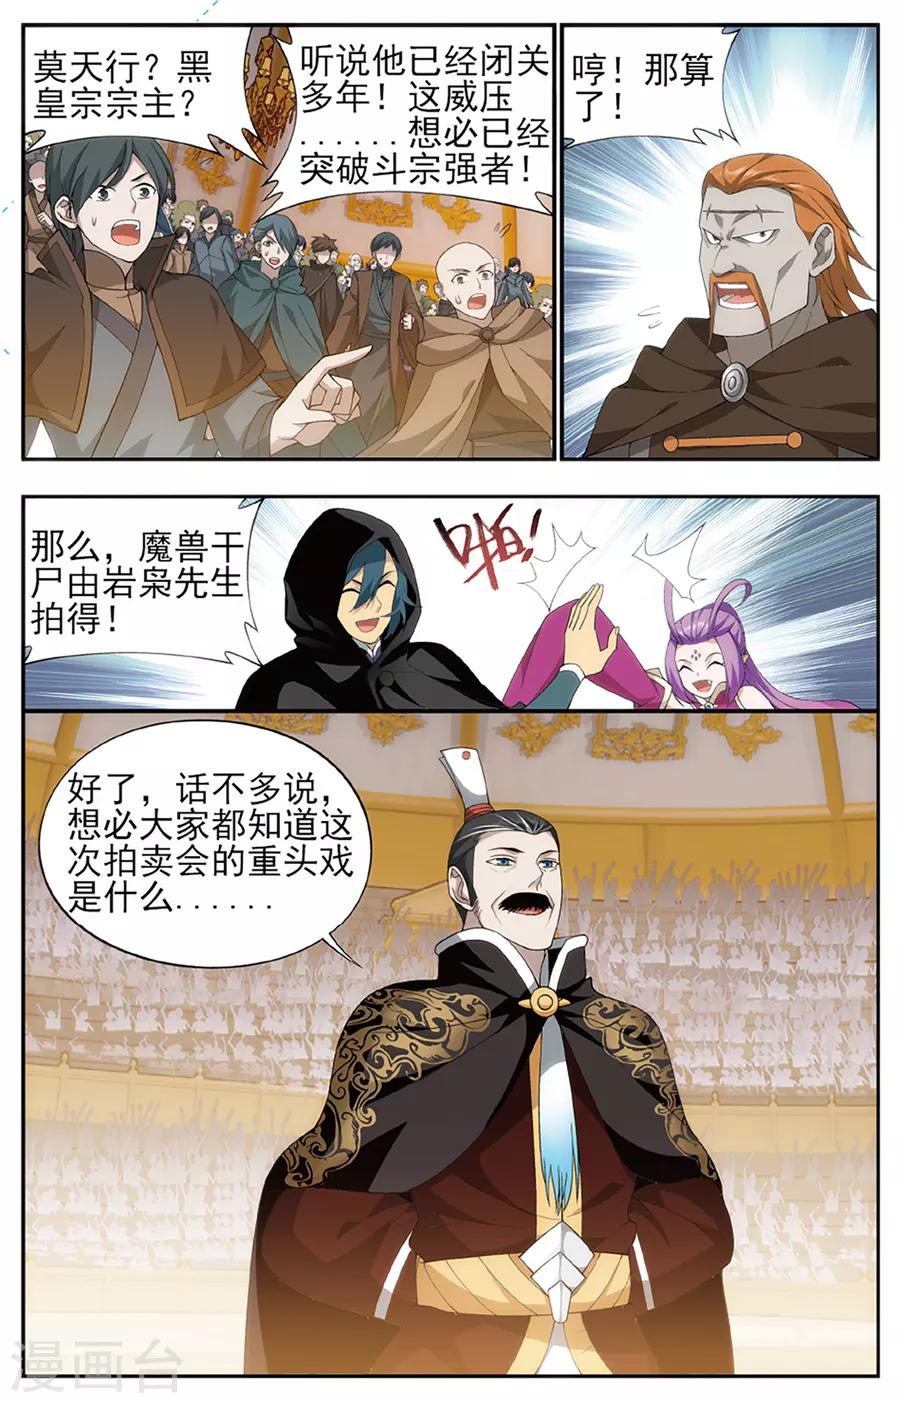 莫天行？黑
皇宗宗主？
听说他已经闭关
多年！这威压
......想必已经
突破斗宗强者！
哼！那算
了！
那么，魔兽干
尸由岩枭先生
拍得！
啪！
好了，话不多说，
想必大家都知道这
次拍卖会的重头戏
是什么......
漫画台